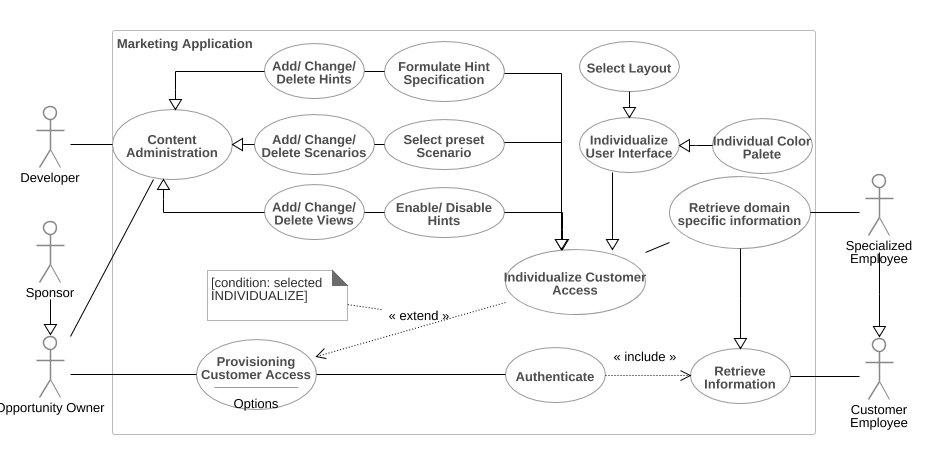 Marketing Application
Add/ Change/
Delete Hints
Formulate Hint
Specification
Select Layout
Developer
Content
Administration
Add/ Change/
Delete Scenarios
Select preset
Scenario
Individualize
User Interface
Individual Color
Palete
Add/ Change/
Delete Views
Enable/ Disable
Hints
Retrieve domain
specific information
Specialized
Employee
Sponsor
[condition: selected
INDIVIDUALIZE]
Individualize Customer
Access
« extend »
Opportunity Owner
Provisioning
Customer Access
Options
Authenticate
« include »
Retrieve
Information
Customer
Employee